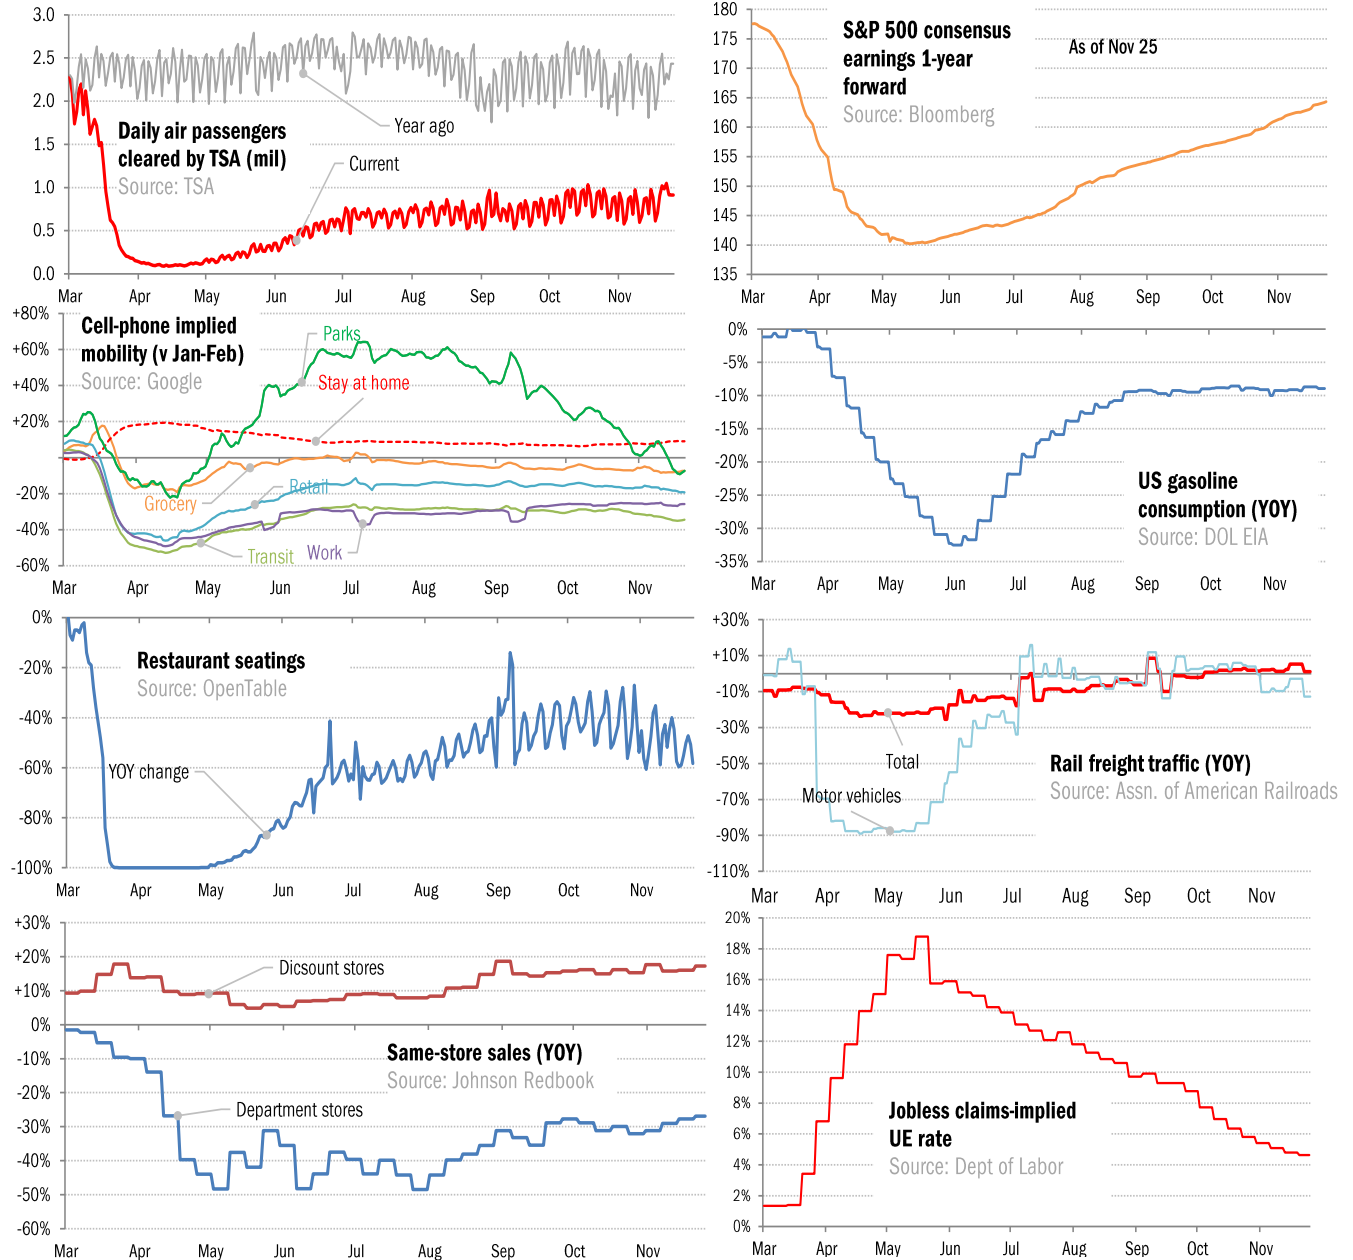 3.0
2.5
2.0
1.5
1.0
0.5
0.0
Daily air passengers
cleared by TSA (mil)
Source: TSA
Year ago
Current
Mar Apr May Jun Jul Aug Sep Oct Nov
180
175
170
165
160
155
150
145
140
135
S&P 500 consensus
earnings 1-year
forward
Source: Bloomberg
As of Nov 25
Mar Apr May Jun Jul Aug Sep Oct Nov
+80%
+60%
+40%
+20%
+0%
-20%
-40%
-60%
Cell-phone implied
mobility (v Jan-Feb)
Source: Google
Parks
Stay at home
Grocery
Retail
Transit
Work
Mar Apr May Jun Jul Aug Sep Oct Nov
0%
-5%
-10%
-15%
-20%
-25%
-30%
-35%
US gasoline
consumption (YOY)
Source: DOL EIA
Mar Apr May Jun Jul Aug Sep Oct Nov
0%
-20%
-40%
-60%
-80%
-100%
Restaurant seatings
Source: OpenTable
YOY change
Mar Apr May Jun Jul Aug Sep Oct Nov
+30%
+10%
-10%
-30%
-50%
-70%
-90%
-110%
Total
Motor vehicles
Rail freight traffic (YOY)
Source: Assn. of American Railroads
Mar Apr May Jun Jul Aug Sep Oct Nov
+30%
+20%
+10%
0%
-10%
-20%
-30%
-40%
-50%
-60%
Dicsount stores
Same-store sales (YOY)
Source: Johnson Redbook
Department stores
Mar Apr May Jun Jul Aug Sep Oct Nov
20%
18%
16%
14%
12%
10%
8%
6%
4%
2%
0%
Jobless claims-implied
UE rate
Source: Dept of Labor
Mar Apr May Jun Jul Aug Sep Oct Nov